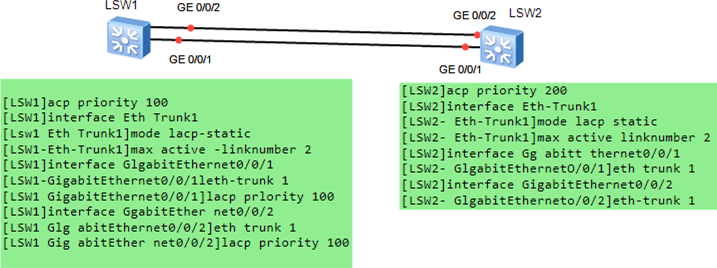 LSW1
GE 0/0/2
GE 0/0/2
LSW2
GE 0/0/1
GE 0/0/1
[LSW1]acp priority 100
[LSW1]interface Eth Trunk1
[Lsw1 Eth Trunk1]mode lacp-static
[LSW1-Eth-Trunk1]max active -linknumber 2
[LSW1]interface GlgabitEthernet0/0/1
[LSW1-GigabitEthernet0/0/1leth-trunk 1
[LSW1 GigabitEthernet0/0/1]lacp prlority 100
[LSW1]interface GgabitEther net0/0/2
[LSW1 Glg abitEthernet0/0/2]eth trunk 1
[LSW1 Glg abitEther net0/0/2]lacp priority 100
[LSW2]acp priority 200
[LSW2]interface Eth-Trunk1
[LSW2- Eth-Trunk1]mode lacp static
[LSW2- Eth-Trunk1]max active linknumber 2
[LSW2]interface Gg abitt thernet0/0/1
[LSW2- GlgabitEthernetO/0/1]eth trunk 1
[LSW2]interface GigabitEthernet0/0/2
[LSW2- GlgabitEtherneto/0/2]eth-trunk 1